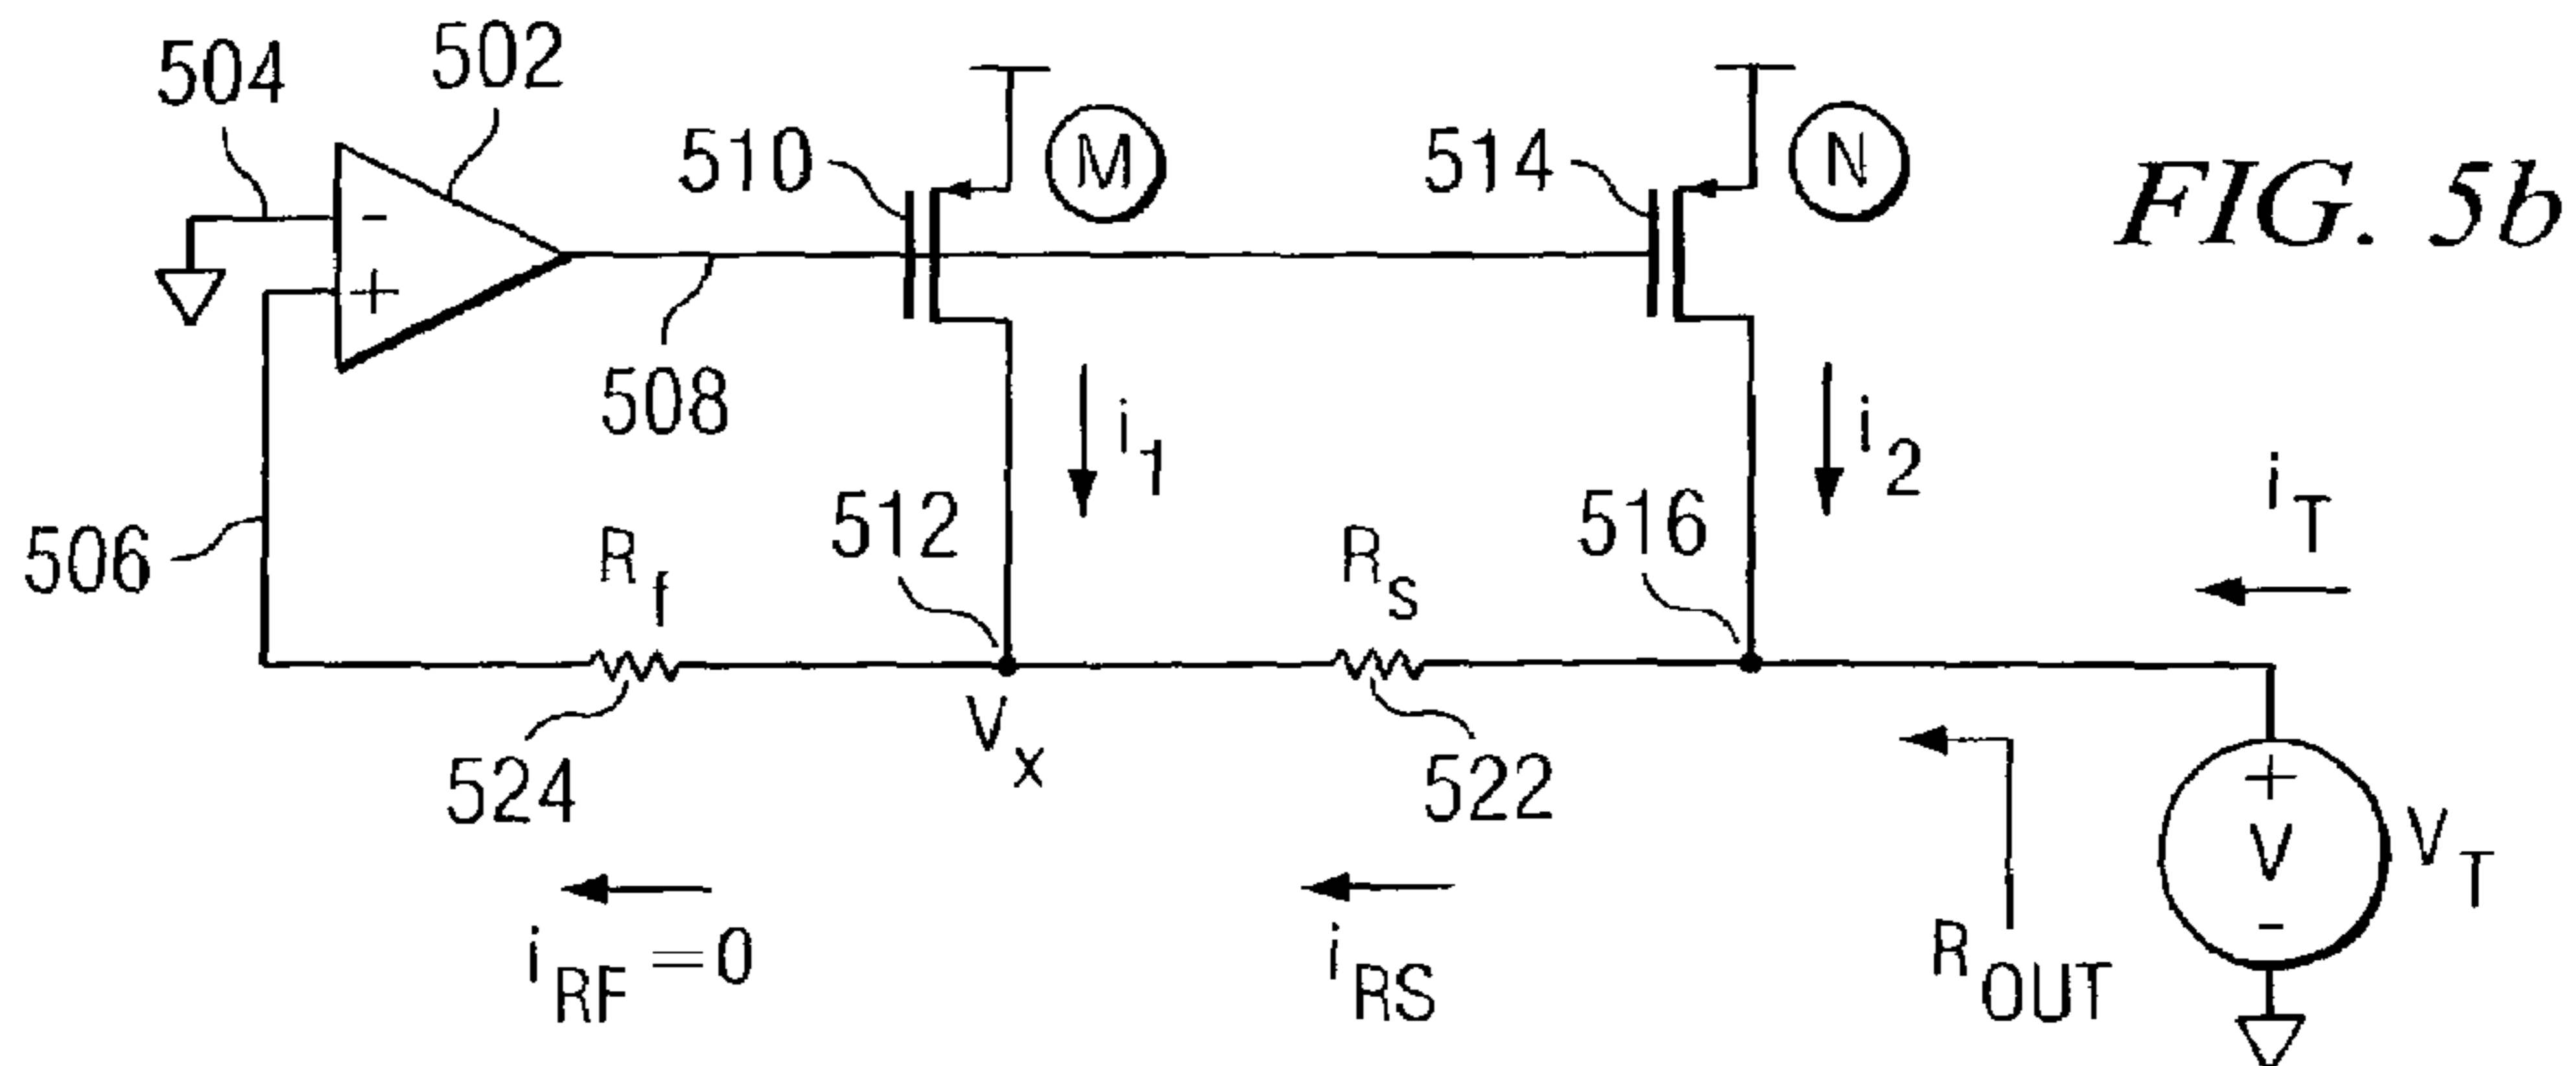 504
502
510
M
514
N
FIG. 5b
-
+
508
i1
i2
iT
506
Rf
512
Rs
516
524
Vx
522
+
V
-
VT
iRF = 0
iRS
ROUT